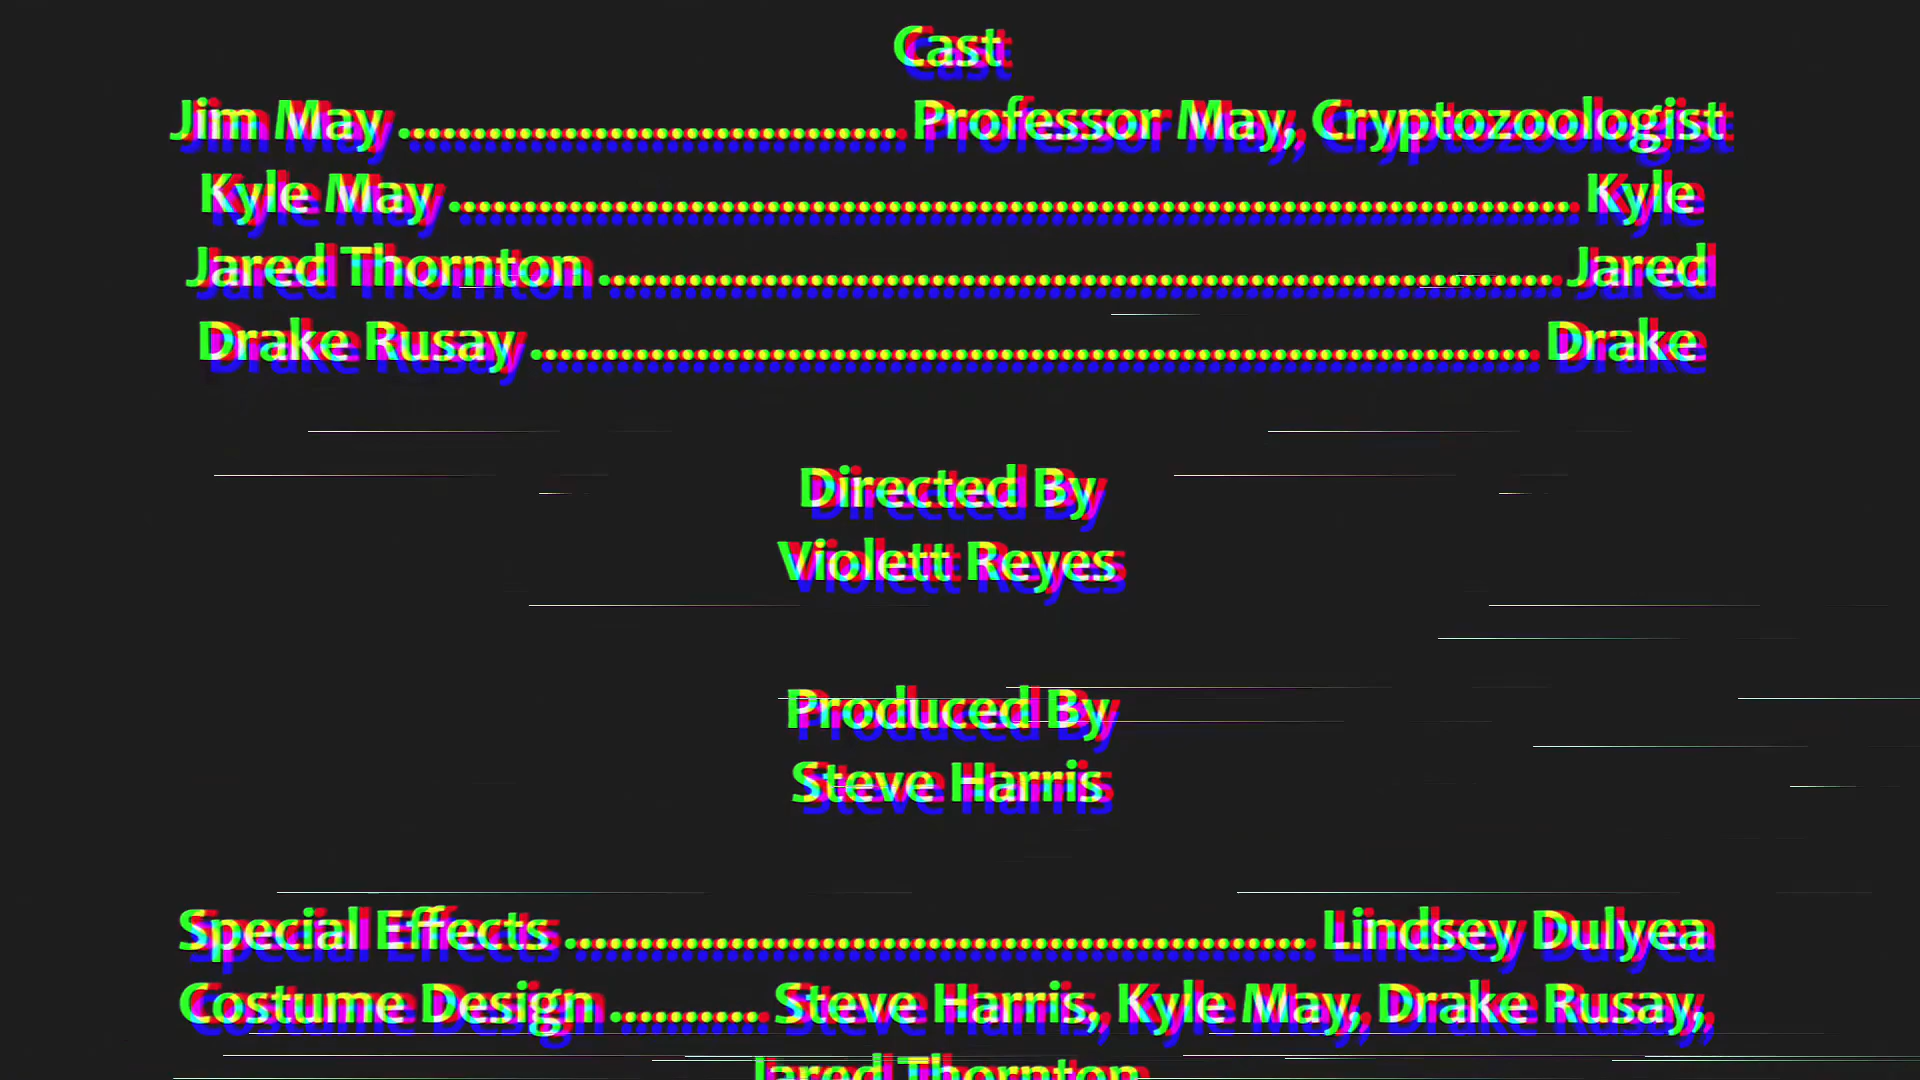 Cast
Jim May.................................Professor May, Cryptozoologist
Kyle May..........................................................................Kyle
Jared Thornton...............................................................Jared
Drake Rusay..................................................................Drake
Directed By
Violett Reyes
Produced By
Steve Harris
Special Effects.................................................Lindsey Dulyea
Costume Design..........Steve Harris, Kyle May, Drake Rusay,
Jared Thornton